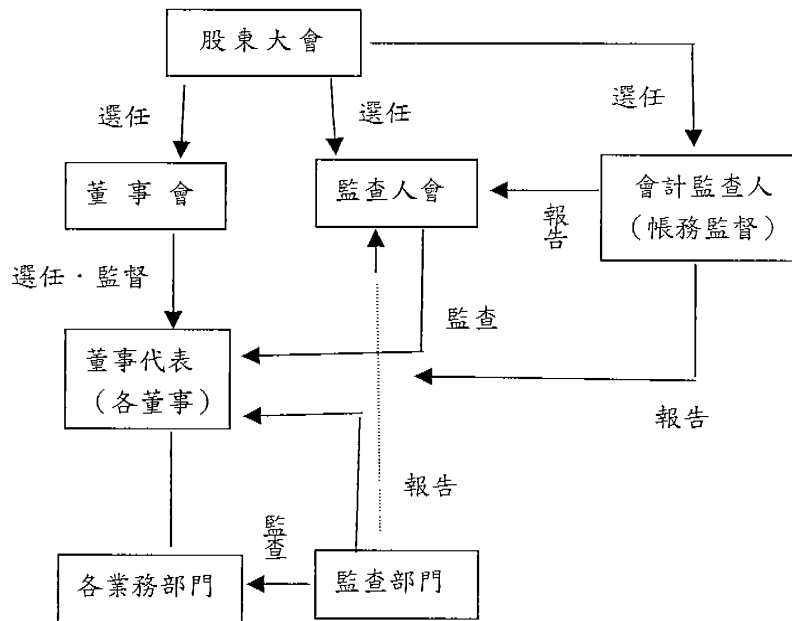 股東大會
選任
選任
選任
董事會
監查人會
會計監查人
（帳務監督）
報告
選任‧監督
監查
董事代表
（各董事）
報告
報告
監查
各業務部門
監查部門